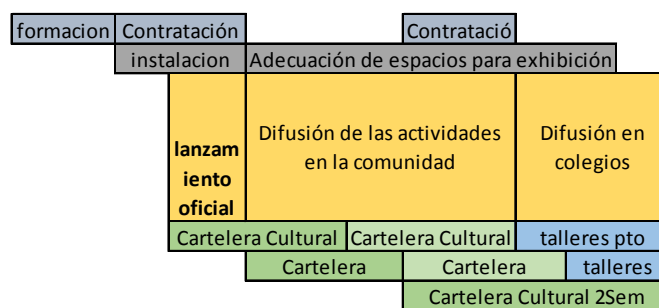 formacion Contratación Contratació
instalacion Adecuación de espacios para exhibición
lanzam
iento
oficial
Difusión de las actividades
en la comunidad
Difusión en
colegios
Cartelera Cultural Cartelera Cultural talleres pto
Cartelera Cartelera talleres
Cartelera Cultural 2Sem